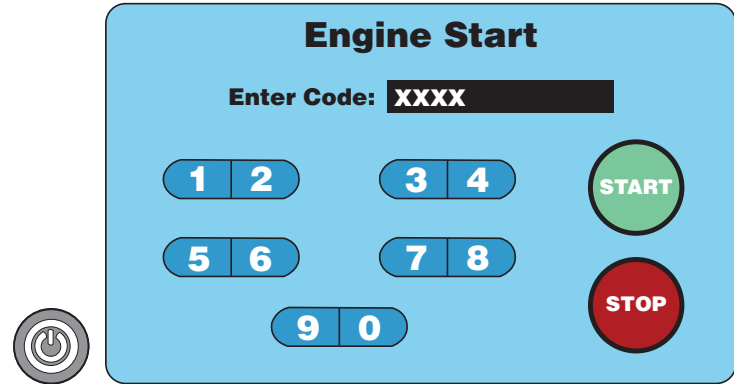 Engine Start
Enter Code: XXXX
1 2 3 4 START
5 6 7 8
9 0 STOP